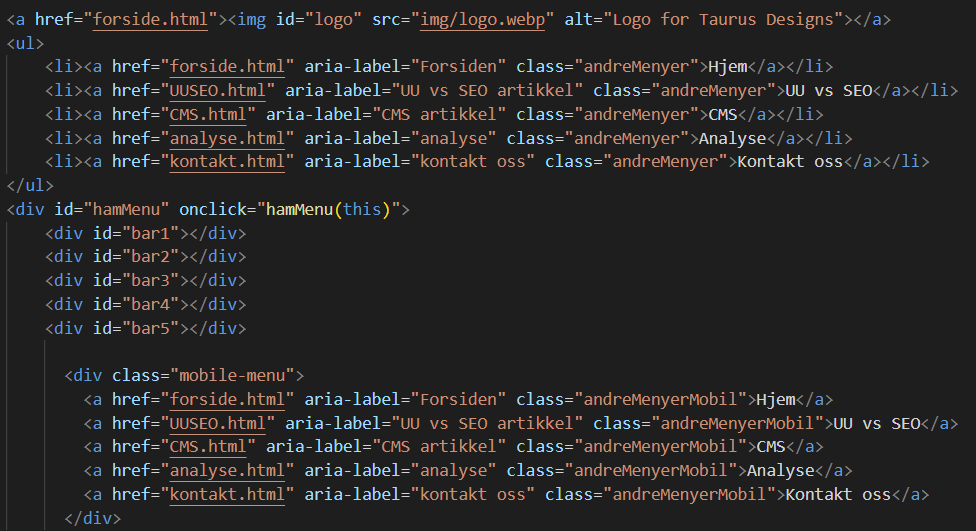 <a href="forside.html"><img id="logo" src="img/logo.webp" alt="Logo for Taurus Designs"></a>
<ul>
<li><a href="forside.html" aria-label="Forsiden" class="andreMenyer">Hjem</a></li>
<li><a href="UUSEO.html" aria-label="UU vs SEO artikkel" class="andreMenyer">UU vs SEO</a></li>
<li><a href="CMS.html" aria-label="CMS artikkel" class="andreMenyer">CMS</a></li>
<li><a href="analyse.html" aria-label="analyse" class="andreMenyer">Analyse</a></li>
<li><a href="kontakt.html" aria-label="kontakt oss" class="andreMenyer">Kontakt oss</a></li>
</ul>
<div id="hamMenu" onclick="hamMenu(this)">
<div id="bar1"></div>
<div id="bar2"></div>
<div id="bar3"></div>
<div id="bar4"></div>
<div id="bar5"></div>
<div class="mobile-menu">
<a href="forside.html" aria-label="Forsiden" class="andreMenyerMobil">Hjem</a>
<a href="UUSEO.html" aria-label="UU vs SEO artikkel" class="andreMenyerMobil">UU vs SEO</a>
<a href="CMS.html" aria-label="CMS artikkel" class="andreMenyerMobil">CMS</a>
<a href="analyse.html" aria-label="analyse" class="andreMenyerMobil">Analyse</a>
<a href="kontakt.html" aria-label="kontakt oss" class="andreMenyerMobil">Kontakt oss</a>
</div>